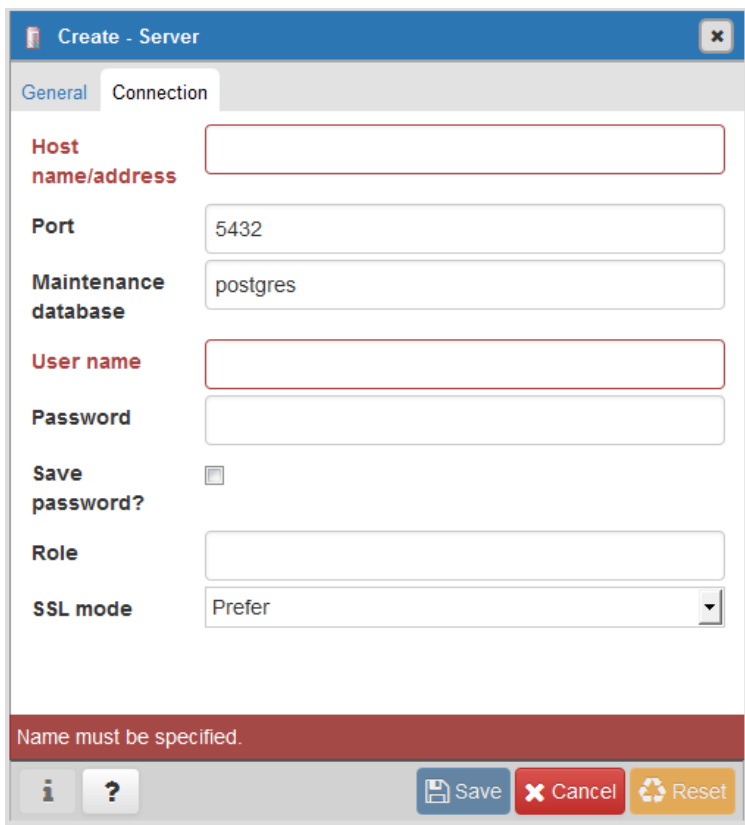 Create - Server
General Connection
Host
name/address
Port
5432
Maintenance
database
postgres
User name
Password
Save
password?
Role
SSL mode
Prefer
Name must be specified.
i ? Save Cancel Reset